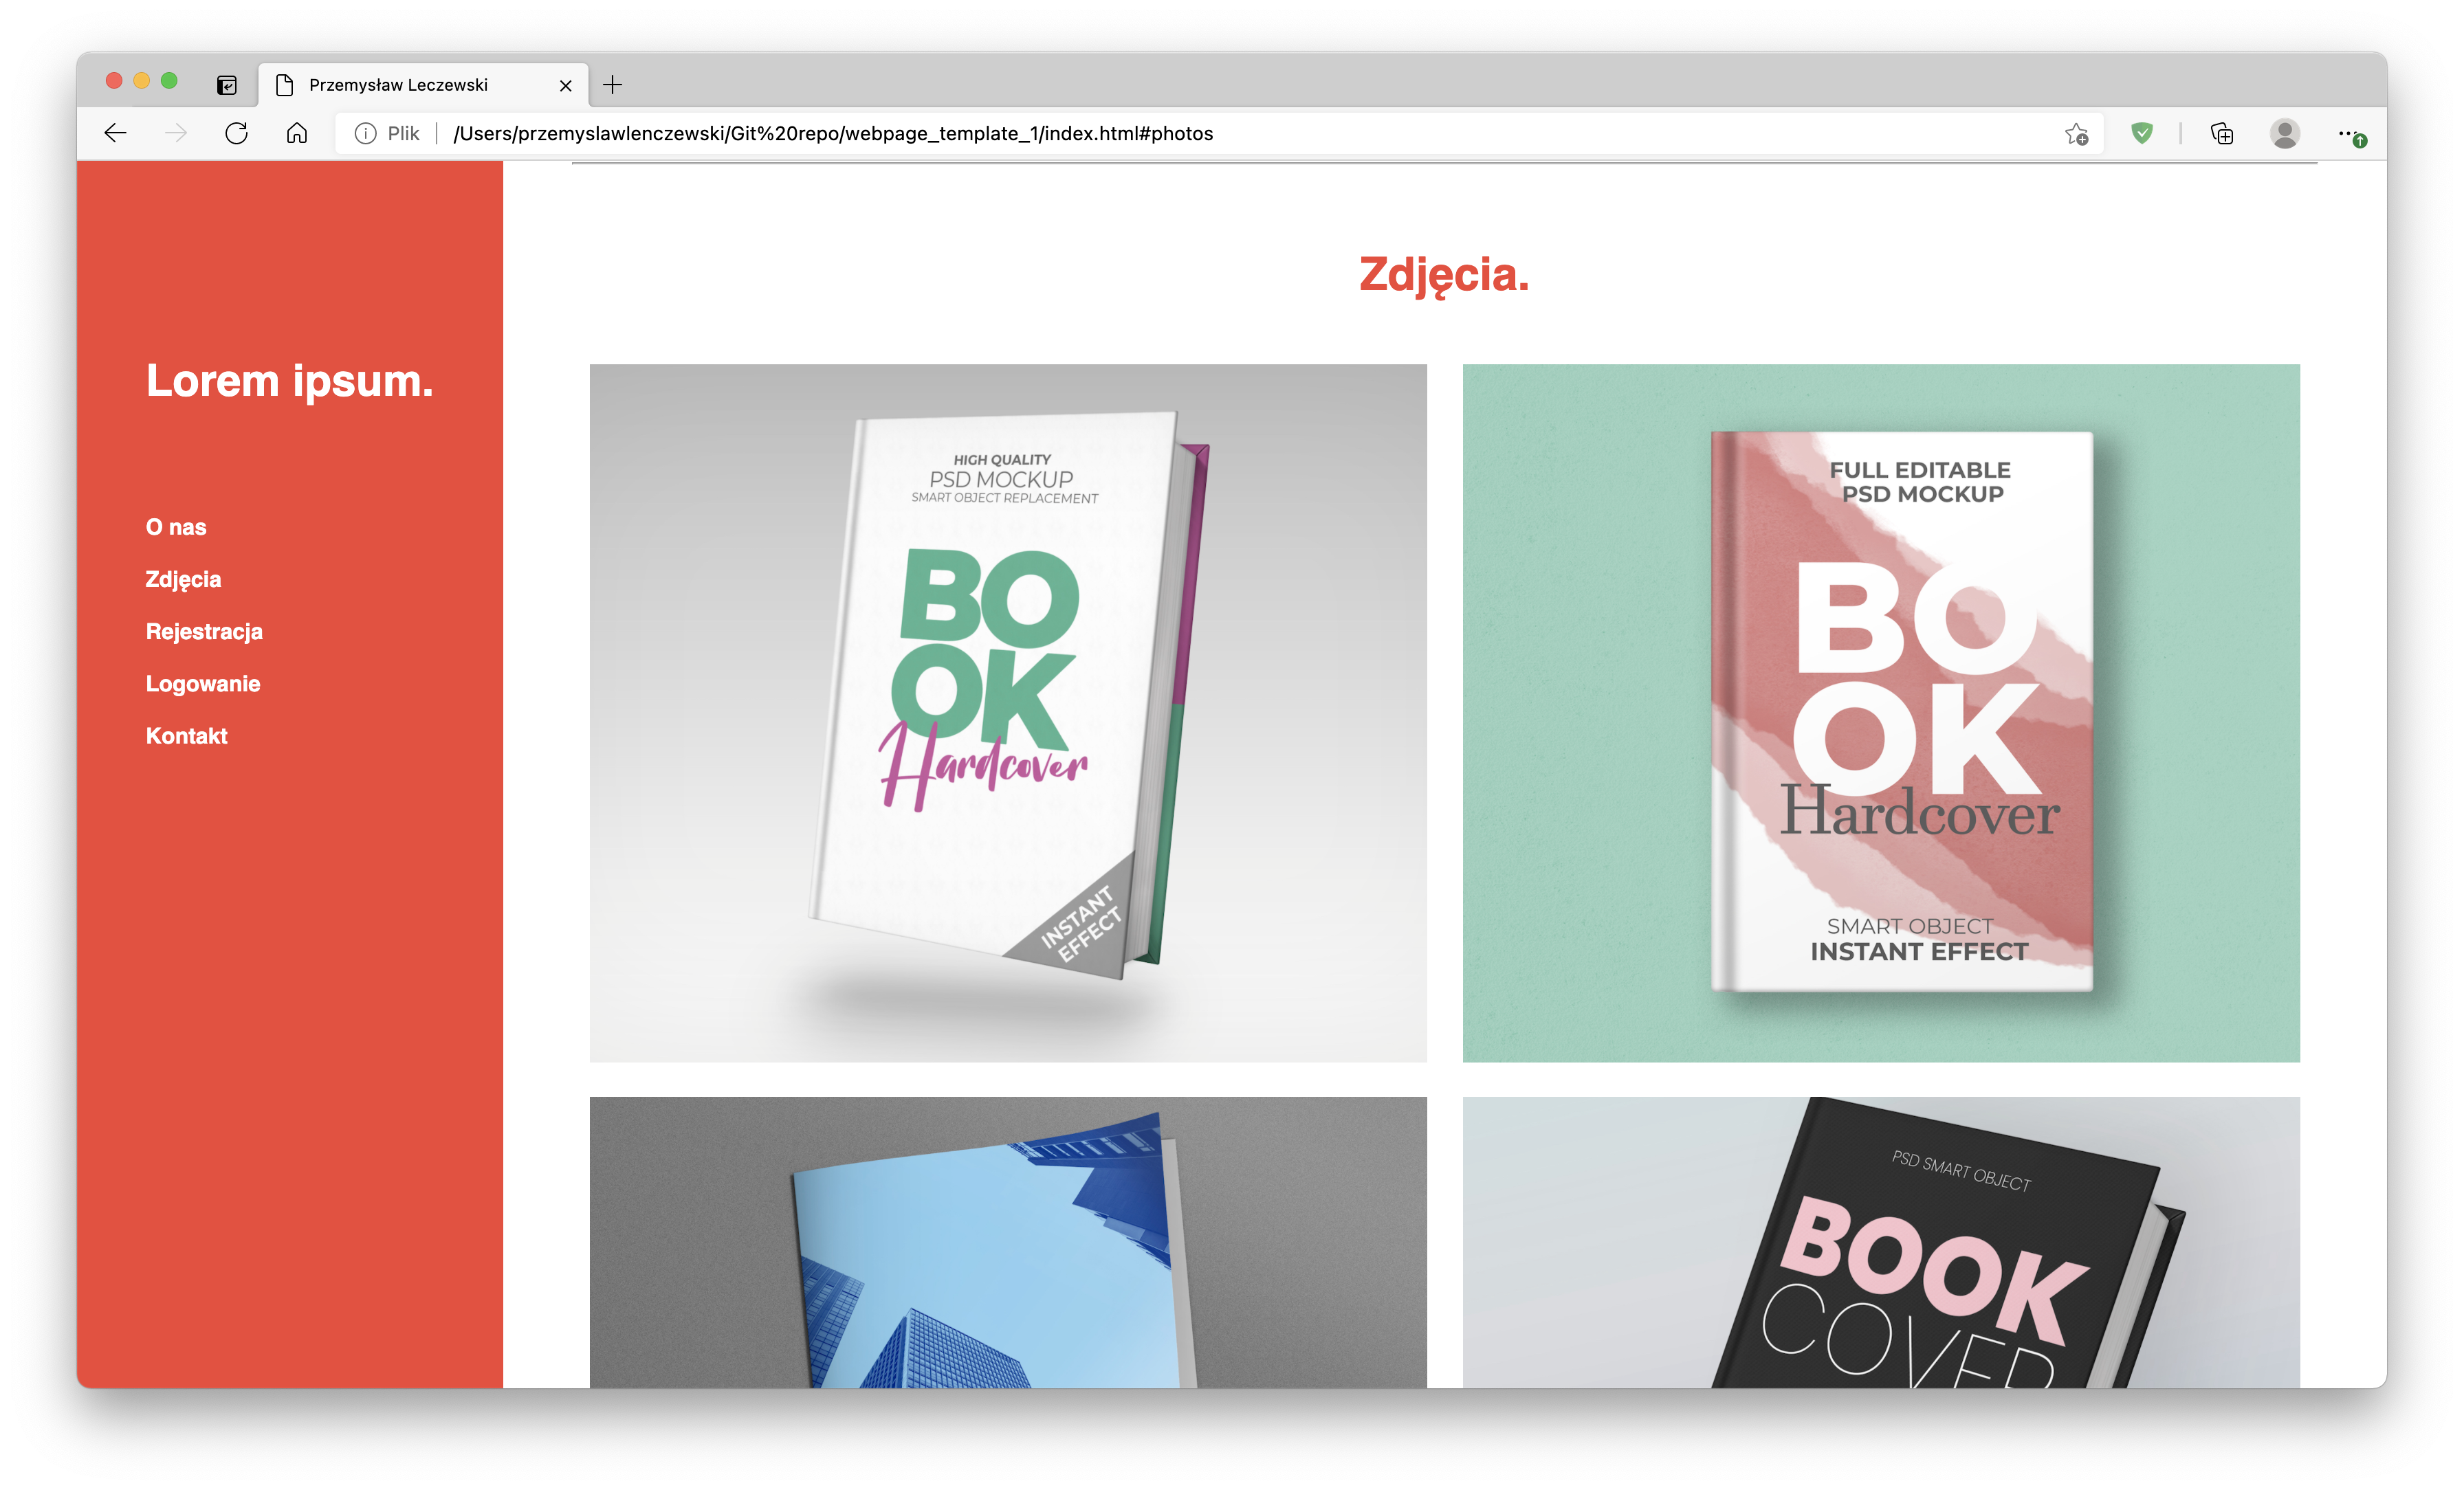 Przemysław Leczewski
Plik
/Users/przemyslawlenczewski/Git%20repo/webpage_template_1/index.html#photos
Lorem ipsum.
O nas
Zdjęcia
Rejestracja
Logowanie
Kontakt
Zdjęcia.
HIGH QUALITY
PSD MOCKUP
SMART OBJECT REPLACEMENT
BO
OK
Hardcover
INSTANT
EFFECT
FULL EDITABLE
PSD MOCKUP
BO
OK
Hardcover
SMART OBJECT
INSTANT EFFECT
PSD SMART OBJECT
BOOK
COVER